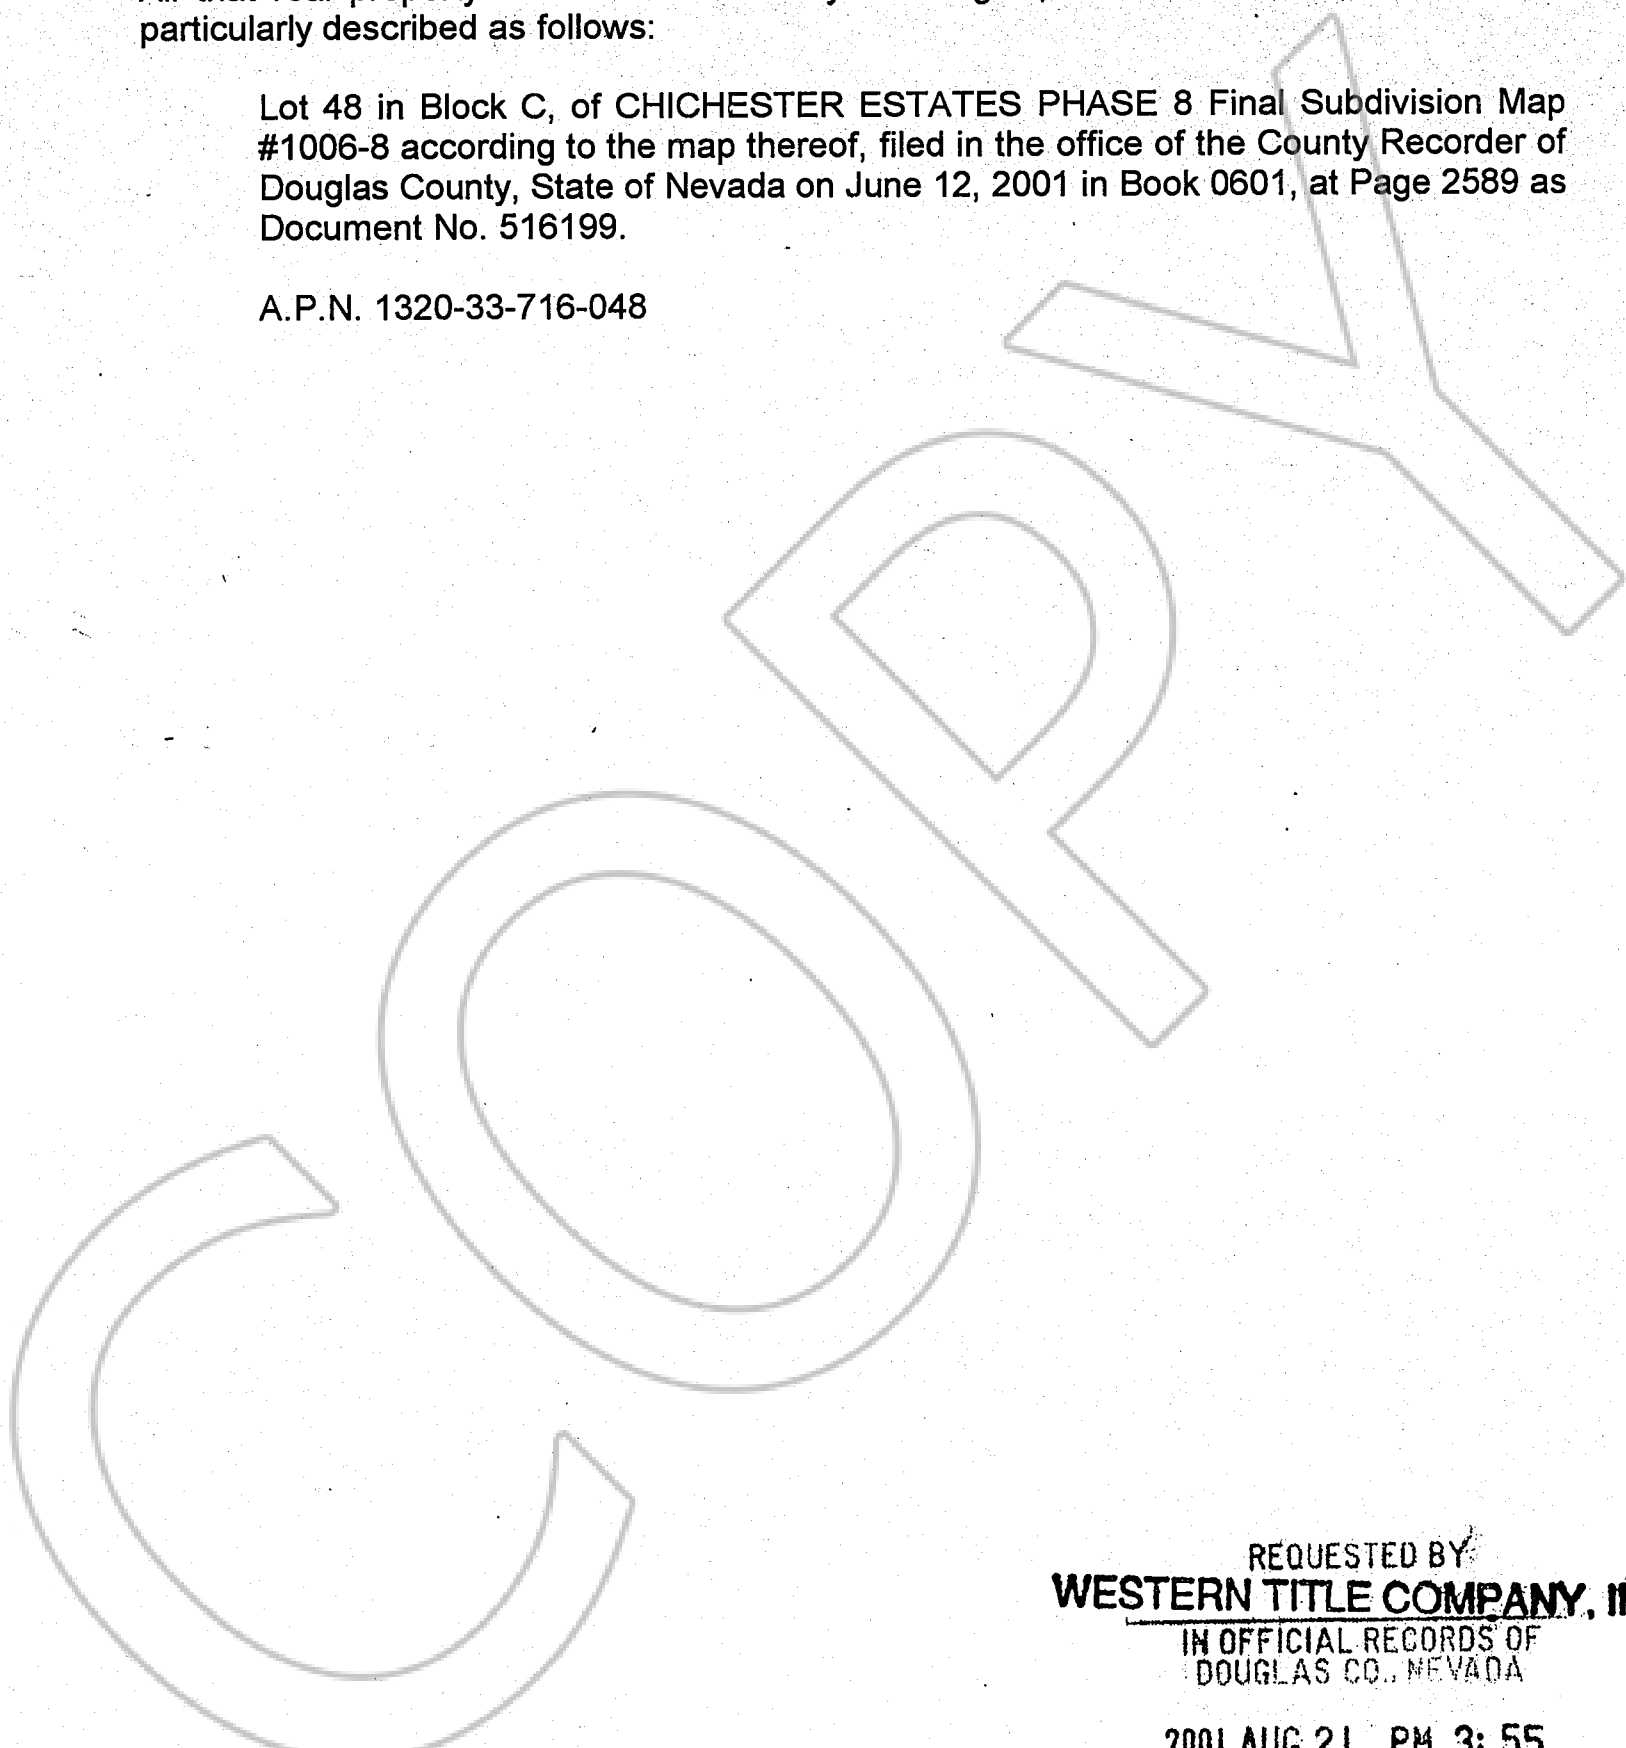 particularly described as follows:
Lot 48 in Block C, of CHICHESTER ESTATES PHASE 8 Final Subdivision Map
#1006-8 according to the map thereof, filed in the office of the County Recorder of
Douglas County, State of Nevada on June 12, 2001 in Book 0601, at Page 2589 as
Document No. 516199.
A.P.N. 1320-33-716-048
COPY
REQUESTED BY
WESTERN TITLE COMPANY,
IN OFFICIAL RECORDS OF
DOUGLAS CO., NEVADA
2001 AUG 21 PM 3: 55